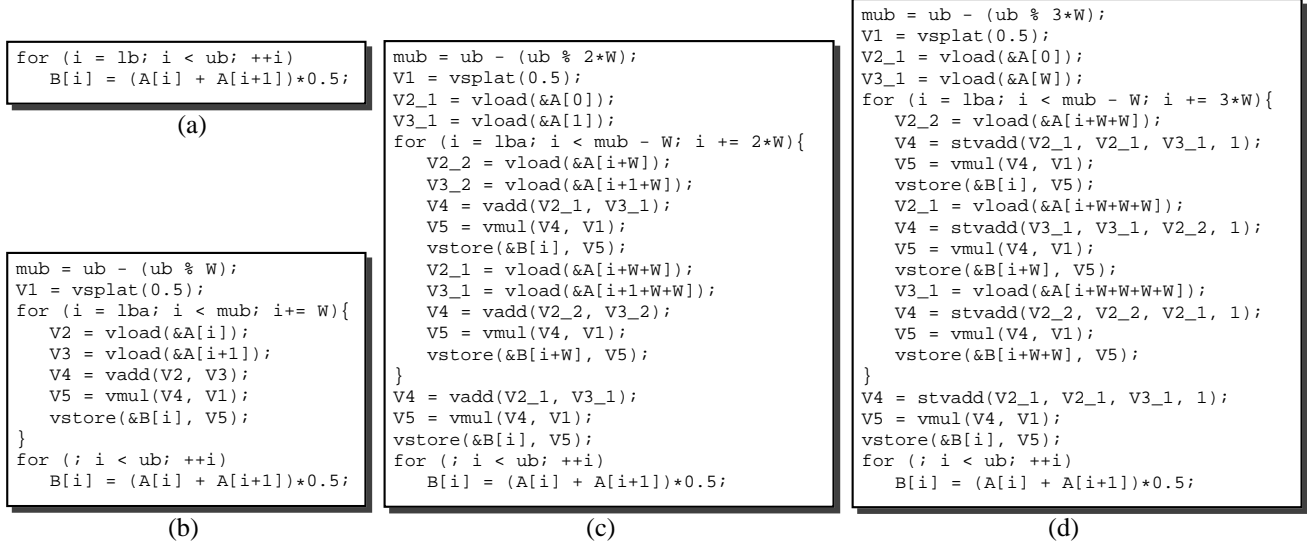 for (i = lb; i < ub; ++i)
B[i] = (A[i] + A[i+1])*0.5;
(a)
mub = ub - (ub % W);
V1 = vsplat(0.5);
for (i = lba; i < mub; i+= W){
V2 = vload(&A[i]);
V3 = vload(&A[i+1]);
V4 = vadd(V2, V3);
V5 = vmul(V4, V1);
vstore(&B[i], V5);
}
for (; i < ub; ++i)
B[i] = (A[i] + A[i+1])*0.5;
(b)
mub = ub - (ub % 2*W);
V1 = vsplat(0.5);
V2_1 = vload(&A[0]);
V3_1 = vload(&A[1]);
for (i = lba; i < mub - W; i += 2*W){
V2_2 = vload(&A[i+W]);
V3_2 = vload(&A[i+1+W]);
V4 = vadd(V2_1, V3_1);
V5 = vmul(V4, V1);
vstore(&B[i], V5);
V2_1 = vload(&A[i+W+W]);
V3_1 = vload(&A[i+1+W+W]);
V4 = vadd(V2_2, V3_2);
V5 = vmul(V4, V1);
vstore(&B[i+W], V5);
}
V4 = vadd(V2_1, V3_1);
V5 = vmul(V4, V1);
vstore(&B[i], V5);
for (; i < ub; ++i)
B[i] = (A[i] + A[i+1])*0.5;
(c)
mub = ub - (ub % 3*W);
V1 = vsplat(0.5);
V2_1 = vload(&A[0]);
V3_1 = vload(&A[W]);
for (i = lba; i < mub - W; i += 3*W){
V2_2 = vload(&A[i+W+W]);
V4 = stvadd(V2_1, V2_1, V3_1, 1);
V5 = vmul(V4, V1);
vstore(&B[i], V5);
V2_1 = vload(&A[i+W+W+W]);
V4 = stvadd(V3_1, V3_1, V2_2, 1);
V5 = vmul(V4, V1);
vstore(&B[i+W], V5);
V3_1 = vload(&A[i+W+W+W+W]);
V4 = stvadd(V2_2, V2_2, V2_1, 1);
V5 = vmul(V4, V1);
vstore(&B[i+W+W], V5);
}
V4 = stvadd(V2_1, V2_1, V3_1, 1);
V5 = vmul(V4, V1);
vstore(&B[i], V5);
for (; i < ub; ++i)
B[i] = (A[i] + A[i+1])*0.5;
(d)